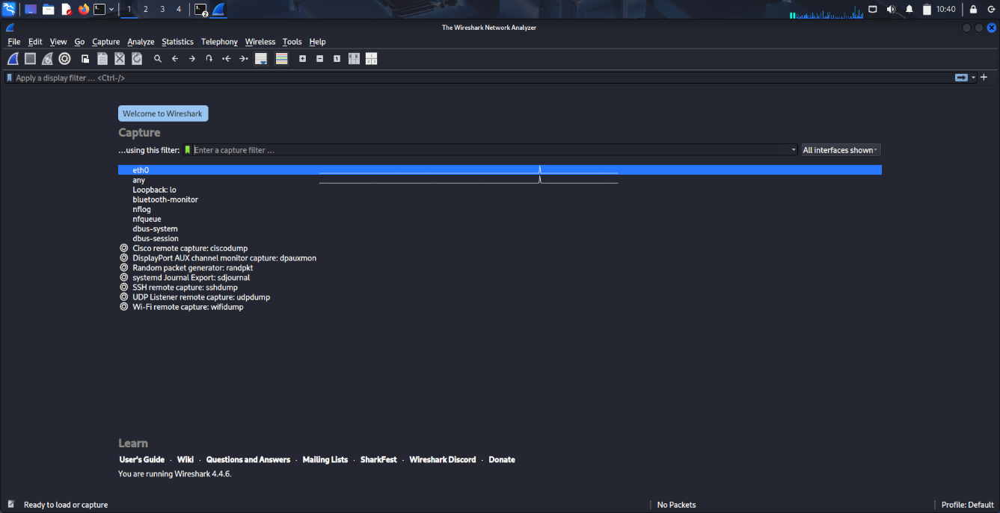 1 2 3 4 2 10:40
The Wireshark Network Analyzer
File Edit View Go Capture Analyze Statistics Telephony Wireless Tools Help
Apply a display filter ... <Ctrl-/>
Welcome to Wireshark
Capture
...using this filter: Enter a capture filter ... All interfaces shown
eth0
any
Loopback: lo
bluetooth-monitor
nflog
nfqueue
dbus-system
dbus-session
Cisco remote capture: ciscodump
DisplayPort AUX channel monitor capture: dpauxmon
Random packet generator: randpkt
systemd Journal Export: sdjournal
SSH remote capture: sshdump
UDP Listener remote capture: udpdump
Wi-Fi remote capture: wifidump
Learn
User's Guide · Wiki · Questions and Answers · Mailing Lists · SharkFest · Wireshark Discord · Donate
You are running Wireshark 4.4.6.
Ready to load or capture No Packets Profile: Default